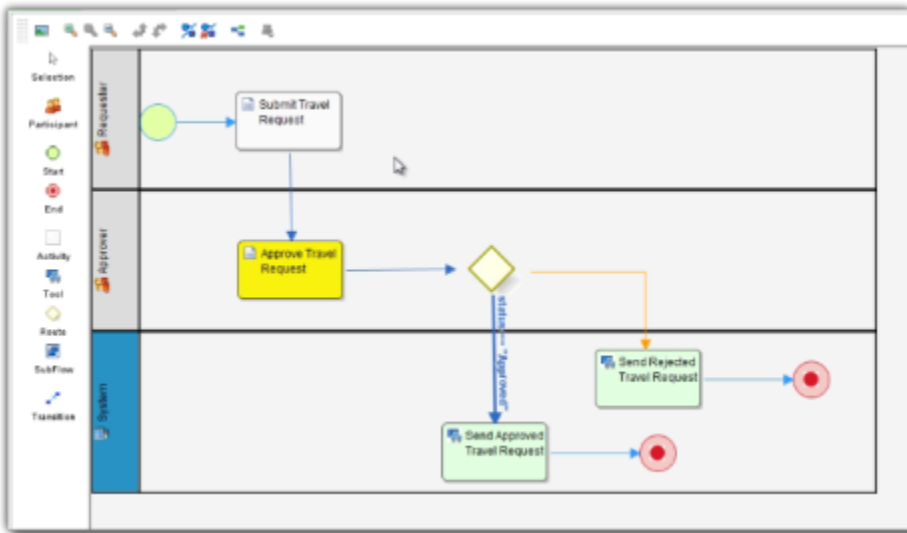 Selection
Participant
Start
End
Activity
Tool
Route
SubFlow
Transition
Requester
Submit Travel
Request
Approver
Approve Travel
Request
status== "Approved"
System
Send Rejected
Travel Request
Send Approved
Travel Request